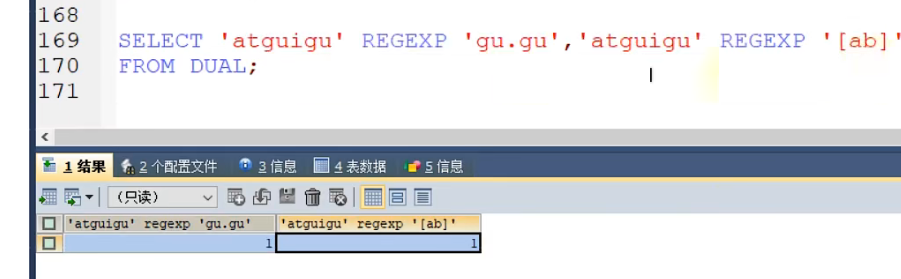 168
169 SELECT 'atguigu' REGEXP 'gu.gu','atguigu' REGEXP '[ab]'
170 FROM DUAL;
171
1 结果 2 个配置文件 3 信息 4 表数据 5 信息
（只读）
'atguigu' regexp 'gu.gu' 'atguigu' regexp '[ab]'
1 1